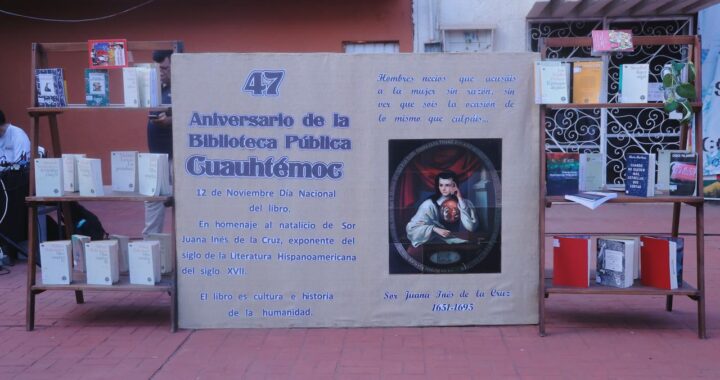 47
Aniversario de la
Biblioteca Pública
Cuauhtémoc
12 de Noviembre Día Nacional
del libro.
En homenaje al natalicio de Sor
Juana Inés de la Cruz, exponente del
siglo de la Literatura Hispanoamericana
del siglo XVII.
El libro es cultura e historia
de la humanidad.
Hombres necios que acusáis
a la mujer sin razón, sin
ver que sois la ocasión de
lo mismo que culpáis...
Sor Juana Inés de la Cruz
1651-1695